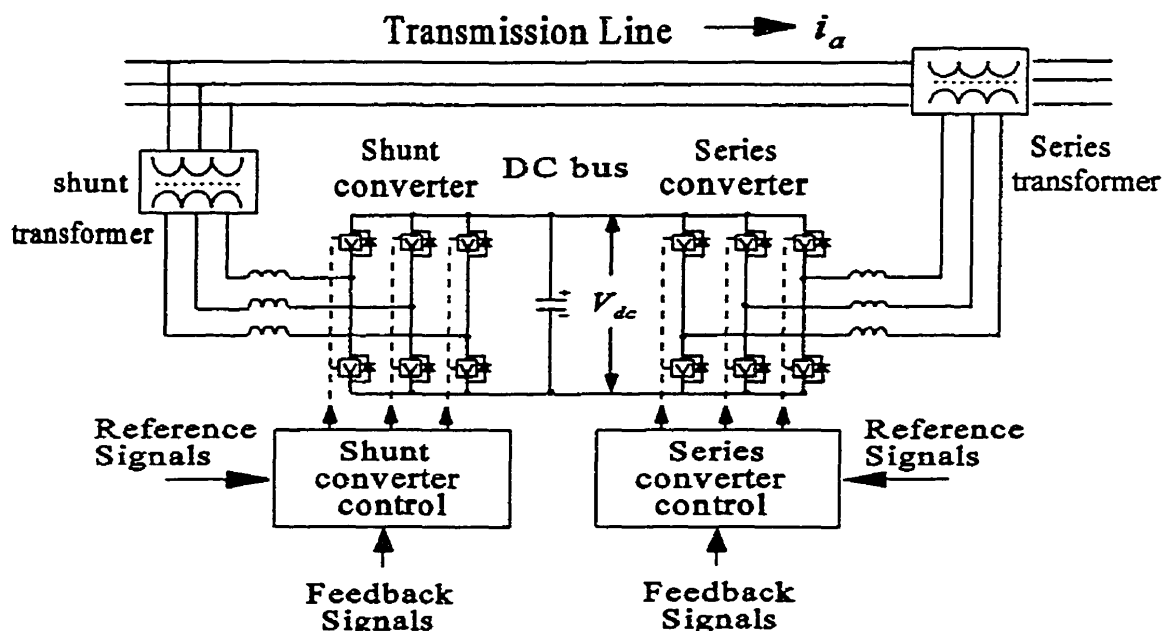 Transmission Line
i_a
Shunt
converter
DC bus
Series
converter
shunt
transformer
Series
transformer
V_dc
+
-
Reference
Signals
Shunt
converter
control
Series
converter
control
Reference
Signals
Feedback
Signals
Feedback
Signals